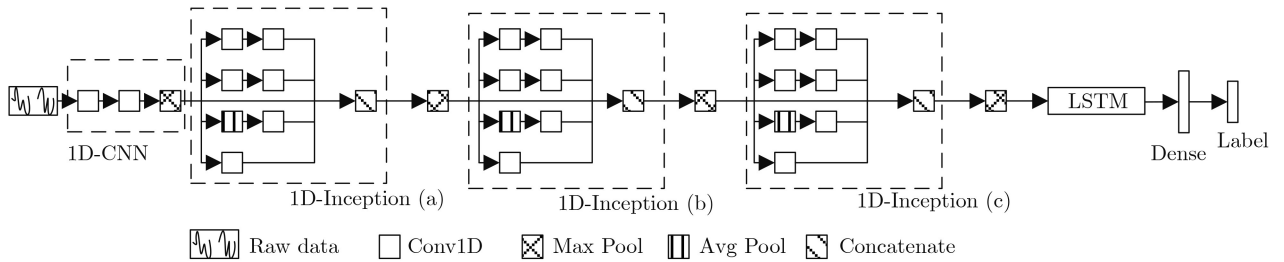 LSTM
1D-CNN
Dense
Label
1D-Inception (a)
1D-Inception (b)
1D-Inception (c)
Raw data
Conv1D
Max Pool
Avg Pool
Concatenate